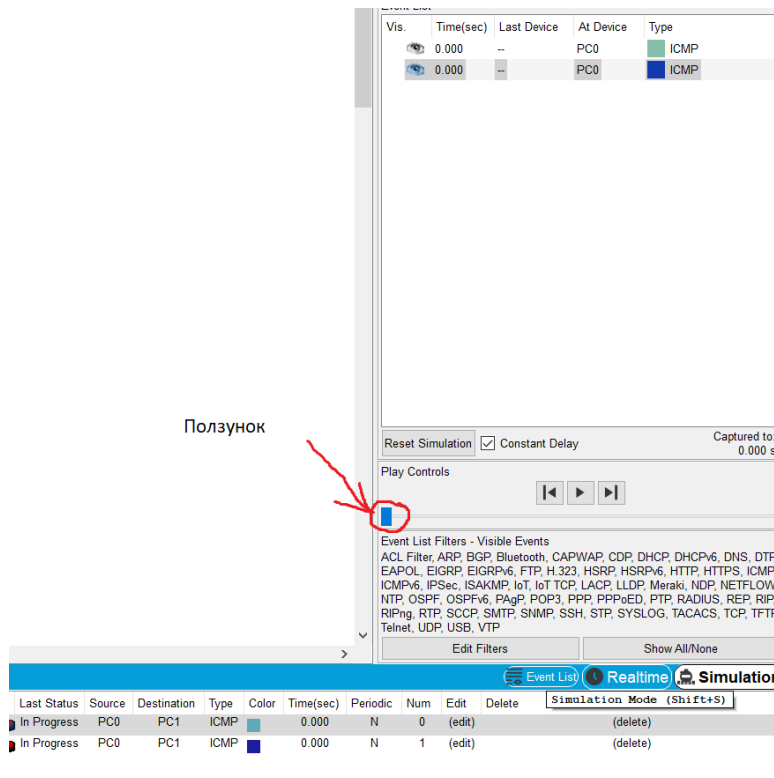 Event List
Vis. Time(sec) Last Device At Device Type
0.000 -- PC0 ICMP
0.000 -- PC0 ICMP
Ползунок
Reset Simulation Constant Delay
Captured to:
0.000 s
Play Controls
Event List Filters - Visible Events
ACL Filter, ARP, BGP, Bluetooth, CAPWAP, CDP, DHCP, DHCPv6, DNS, DTP
EAPOL, EIGRP, EIGRPv6, FTP, H.323, HSRP, HSRPv6, HTTP, HTTPS, ICMP
ICMPv6, IPSec, ISAKMP, IoT, IoT TCP, LACP, LLDP, Meraki, NDP, NETFLOW
NTP, OSPF, OSPFv6, PAgP, POP3, PPP, PPPoED, PTP, RADIUS, REP, RIP,
RIPng, RTP, SCCP, SMTP, SNMP, SSH, STP, SYSLOG, TACACS, TCP, TFTP
Telnet, UDP, USB, VTP
Edit Filters Show All/None
Event List Realtime Simulation
Last Status Source Destination Type Color Time(sec) Periodic Num Edit Delete
Simulation Mode (Shift+S)
In Progress PC0 PC1 ICMP 0.000 N 0 (edit) (delete)
In Progress PC0 PC1 ICMP 0.000 N 1 (edit) (delete)